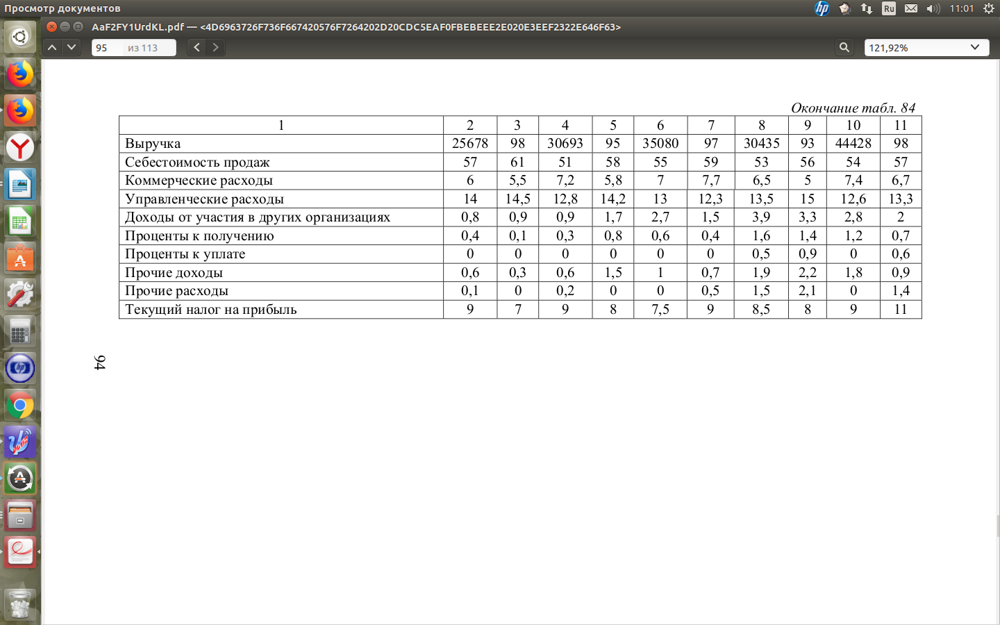 Просмотр документов
Ru
11:01
AaF2FY1UrdKL.pdf — <4D6963726F736F667420576F7264202D20CDC5EAF0FBEBEEE2E020E3EEF2322E646F63>
95 из 113
121,92%
Окончание табл. 84
1 2 3 4 5 6 7 8 9 10 11
Выручка 25678 98 30693 95 35080 97 30435 93 44428 98
Себестоимость продаж 57 61 51 58 55 59 53 56 54 57
Коммерческие расходы 6 5,5 7,2 5,8 7 7,7 6,5 5 7,4 6,7
Управленческие расходы 14 14,5 12,8 14,2 13 12,3 13,5 15 12,6 13,3
Доходы от участия в других организациях 0,8 0,9 0,9 1,7 2,7 1,5 3,9 3,3 2,8 2
Проценты к получению 0,4 0,1 0,3 0,8 0,6 0,4 1,6 1,4 1,2 0,7
Проценты к уплате 0 0 0 0 0 0 0,5 0,9 0 0,6
Прочие доходы 0,6 0,3 0,6 1,5 1 0,7 1,9 2,2 1,8 0,9
Прочие расходы 0,1 0 0,2 0 0 0,5 1,5 2,1 0 1,4
Текущий налог на прибыль 9 7 9 8 7,5 9 8,5 8 9 11
94